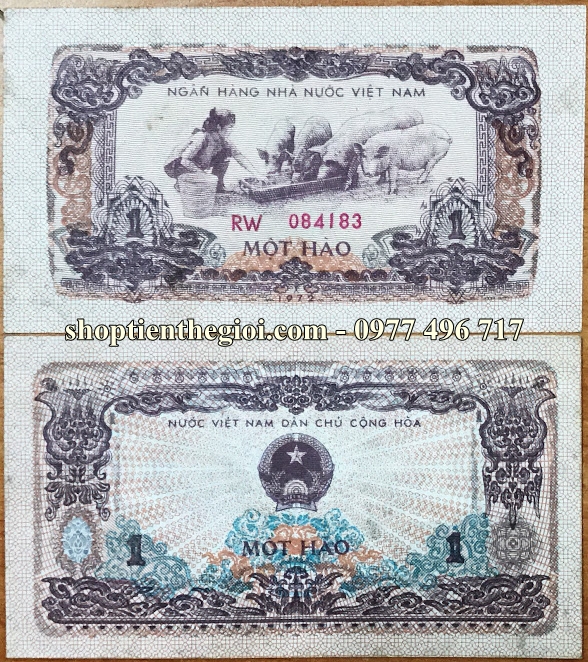 NGÂN HÀNG NHÀ NƯỚC VIỆT NAM
RW 084183
1 MỘT HÀO 1
1972
shoptienthegioi.com - 0977 496 717
NƯỚC VIỆT NAM DÂN CHỦ CỘNG HÒA
1 MỘT HÀO 1